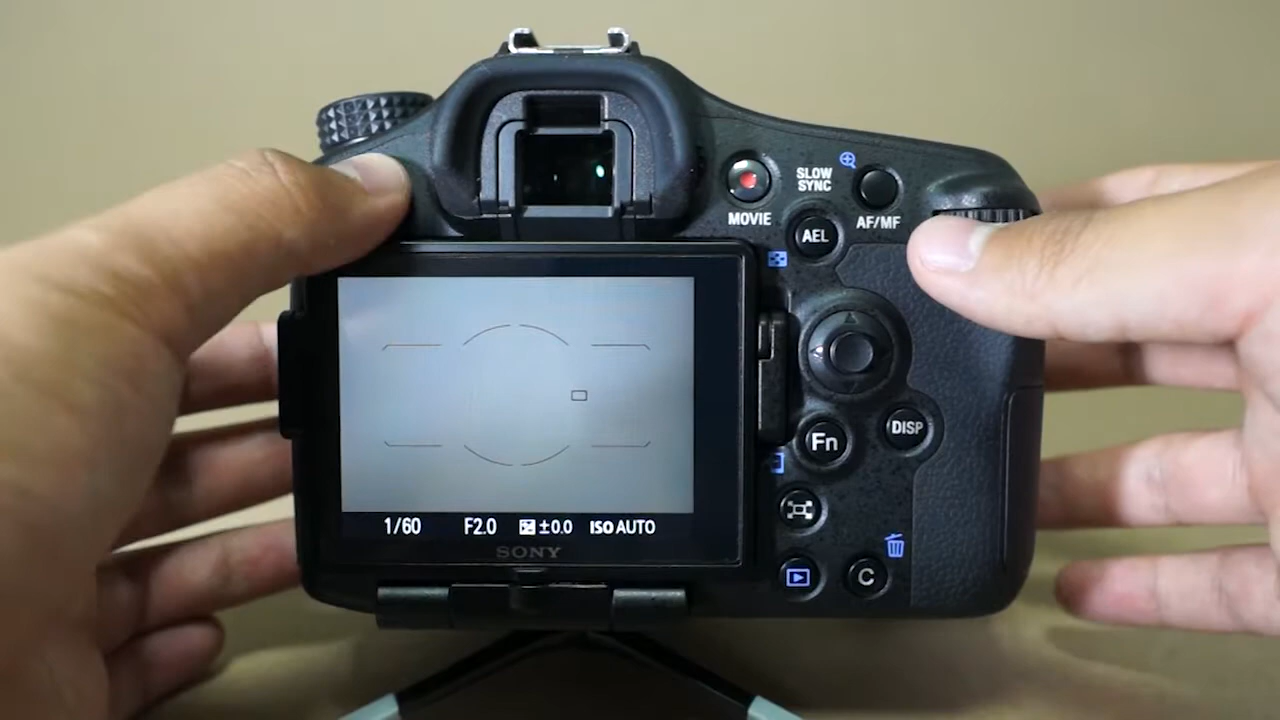 SLOW
SYNC
MOVIE
AEL
AF/MF
Fn
DISP
1/60 F2.0 ±0.0 ISO AUTO
SONY
C